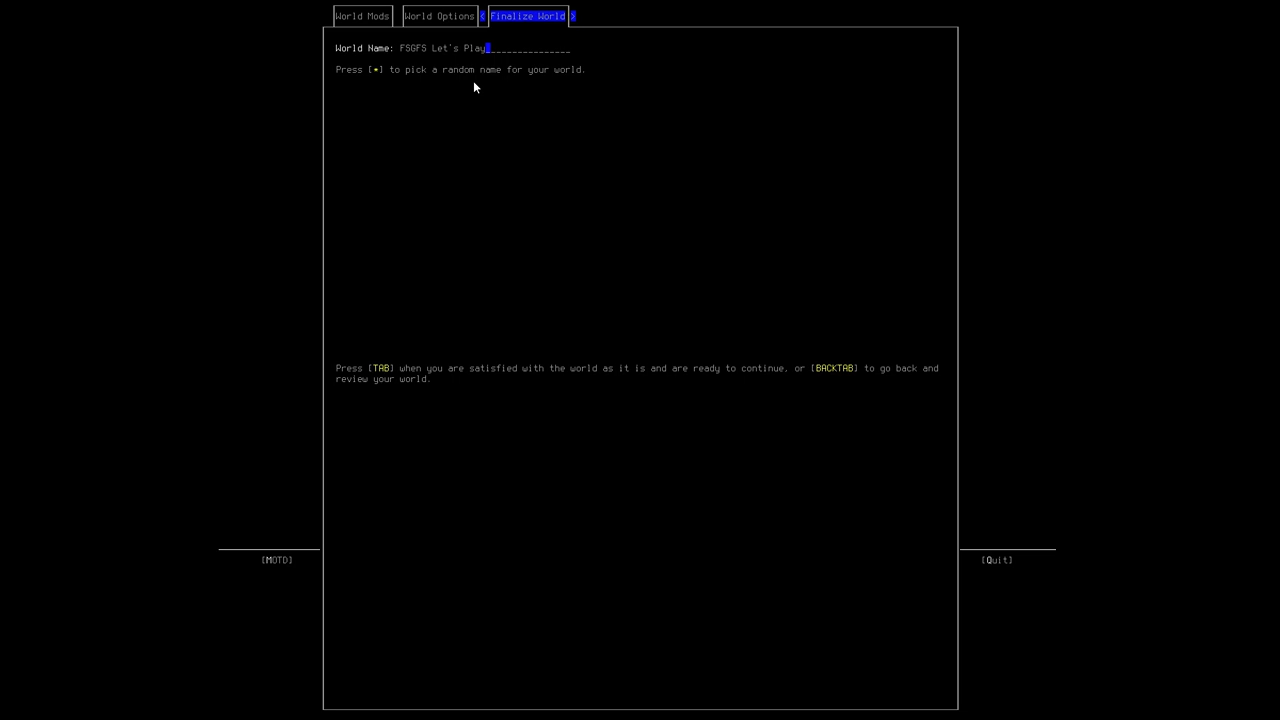 World Mods World Options < Finalize World >
World Name: FSGFS Let's Play________________
Press [*] to pick a random name for your world.
Press [TAB] when you are satisfied with the world as it is and are ready to continue, or [BACKTAB] to go back and
review your world.
[MOTD] [Quit]